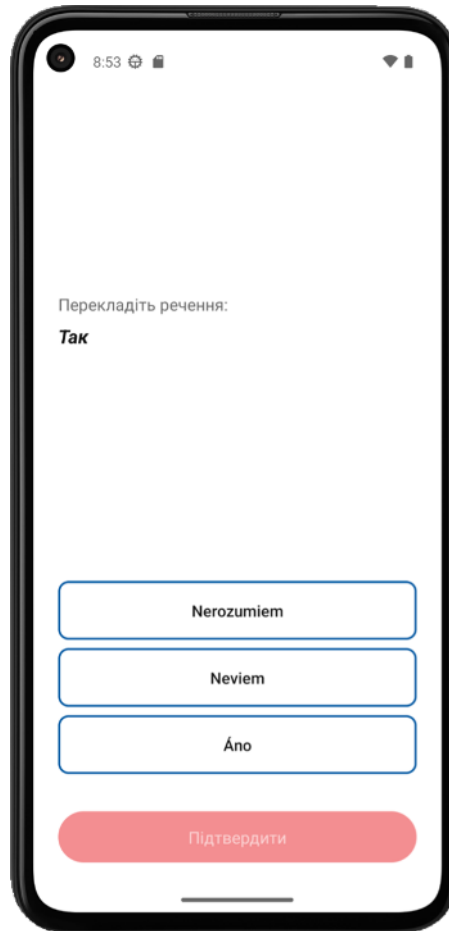 8:53
Перекладіть речення:
Так
Nerozumiem
Neviem
Áno
Підтвердити